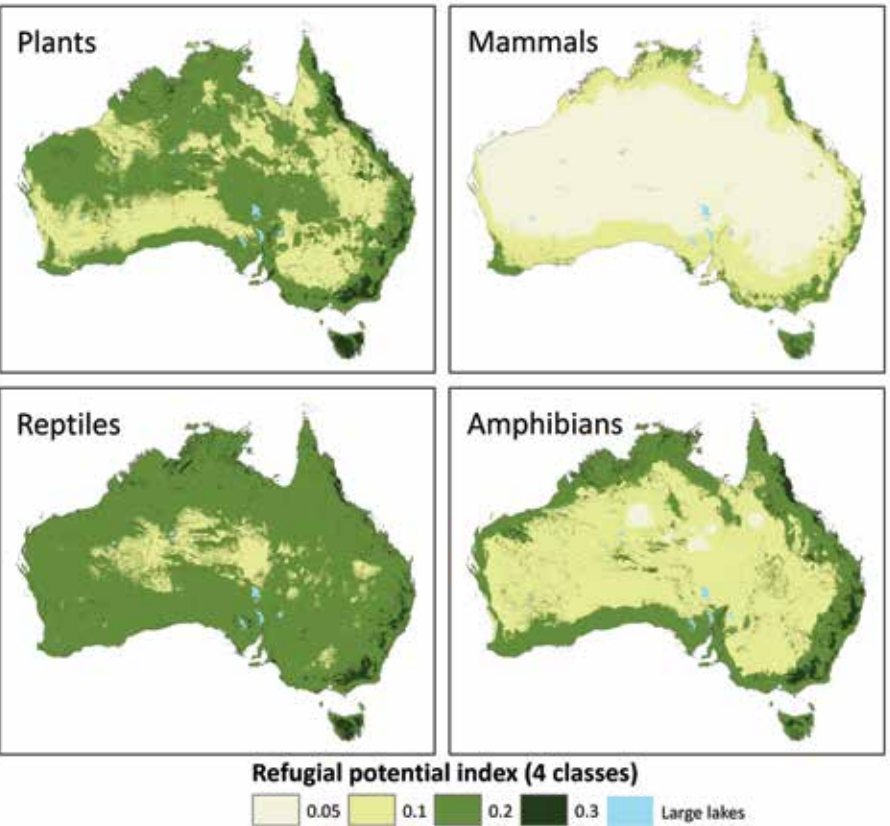 Plants
Mammals
Reptiles
Amphibians
Refugial potential index (4 classes)
0.05 0.1 0.2 0.3 Large lakes